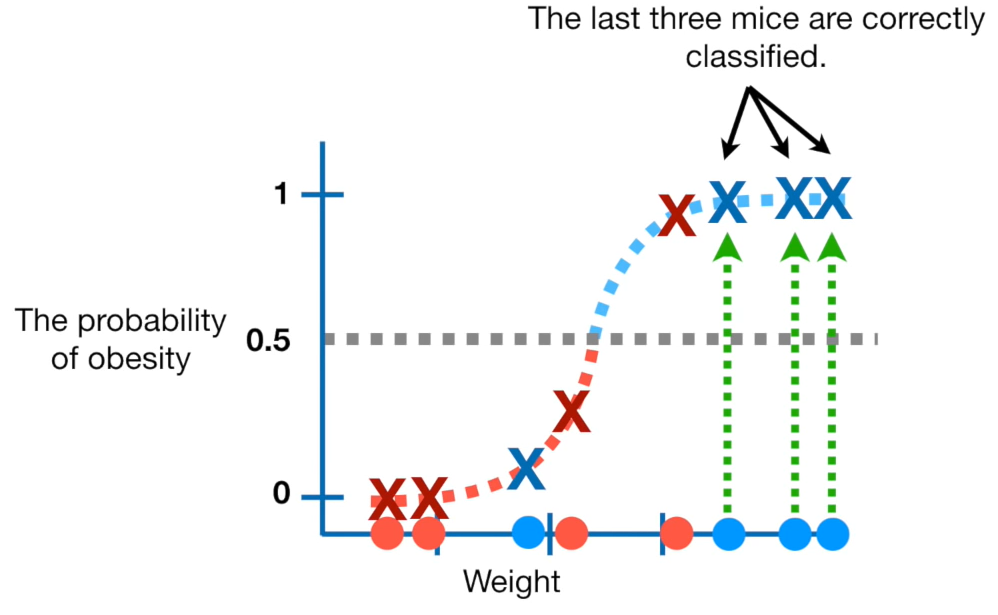 The last three mice are correctly
classified.
1
The probability
of obesity
0.5
0
Weight